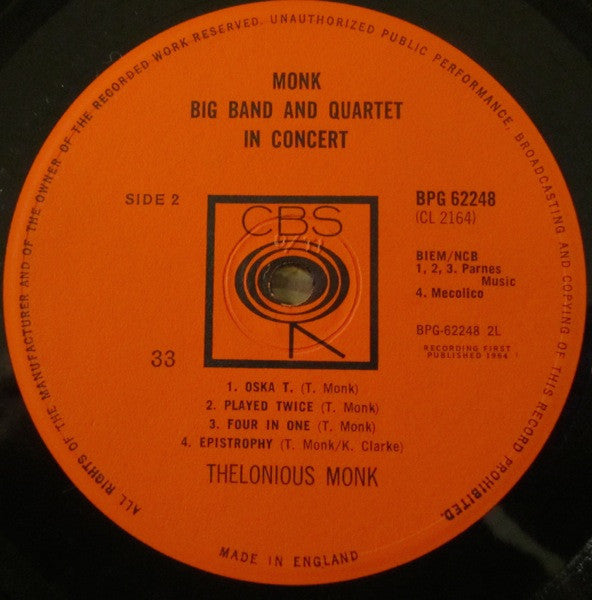 ALL RIGHTS OF THE MANUFACTURER AND OF THE OWNER OF THE RECORDED WORK RESERVED. UNAUTHORIZED PUBLIC PERFORMANCE, BROADCASTING AND COPYING OF THIS RECORD PROHIBITED.
MONK
BIG BAND AND QUARTET
IN CONCERT
SIDE 2
CBS
BPG 62248
(CL 2164)
BIEM/NCB
1, 2, 3. Parnes
Music
4. Mecolico
BPG-62248 2L
RECORDING FIRST
PUBLISHED 1964
33
1. OSKA T. (T. Monk)
2. PLAYED TWICE (T. Monk)
3. FOUR IN ONE (T. Monk)
4. EPISTROPHY (T. Monk/K. Clarke)
THELONIOUS MONK
MADE IN ENGLAND